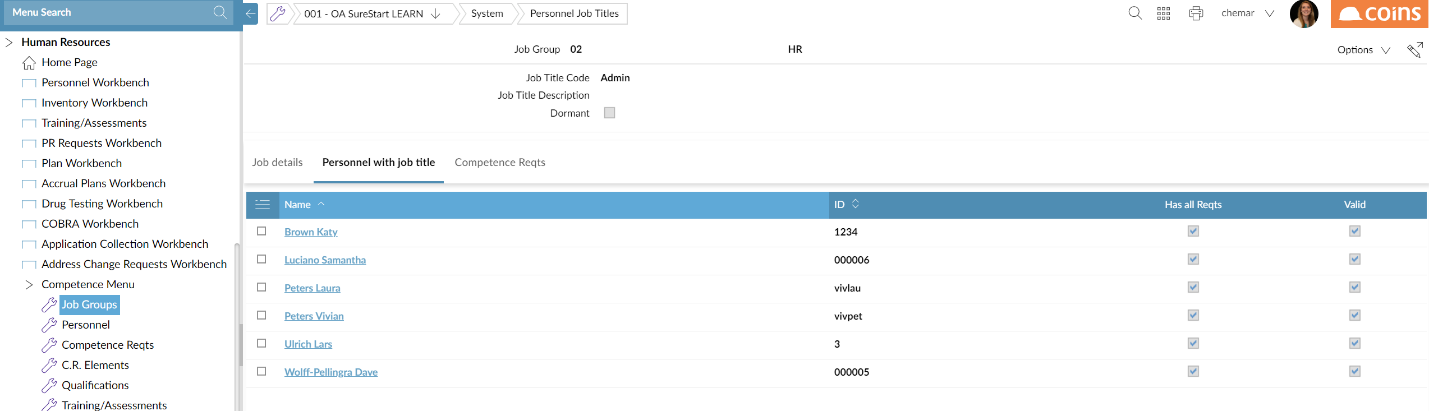 Menu Search
Human Resources
Home Page
Personnel Workbench
Inventory Workbench
Training/Assessments
PR Requests Workbench
Plan Workbench
Accrual Plans Workbench
Drug Testing Workbench
COBRA Workbench
Application Collection Workbench
Address Change Requests Workbench
Competence Menu
Job Groups
Personnel
Competence Reqts
C.R. Elements
Qualifications
Training/Assessments
001 - OA SureStart LEARN System Personnel Job Titles chemar coins
Job Group 02 HR Options
Job Title Code Admin
Job Title Description
Dormant
Job details Personnel with job title Competence Reqts
Name ID Has all Reqts Valid
Brown Katy 1234
Luciano Samantha 000006
Peters Laura vivlau
Peters Vivian vivpet
Ulrich Lars 3
Wolff-Pellingra Dave 000005